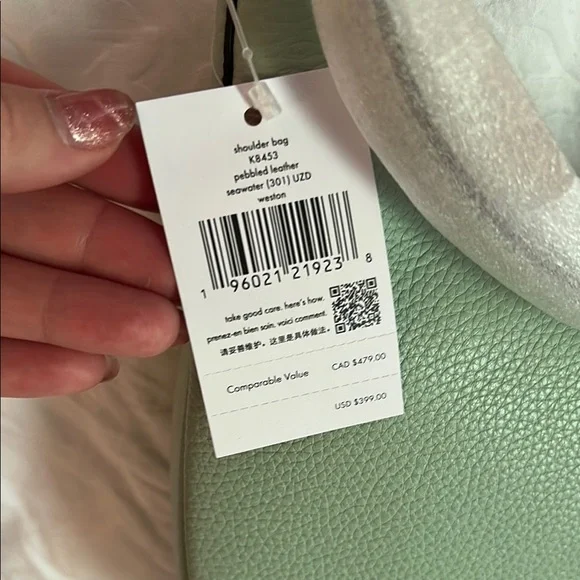 shoulder bag
K8453
pebbled leather
seawater (301) UZD
weston
1 96021 21923 8
take good care. here's how.
prenez-en bien soin. voici comment.
请妥善维护。这里是具体做法。
Comparable Value CAD $479.00
USD $399.00